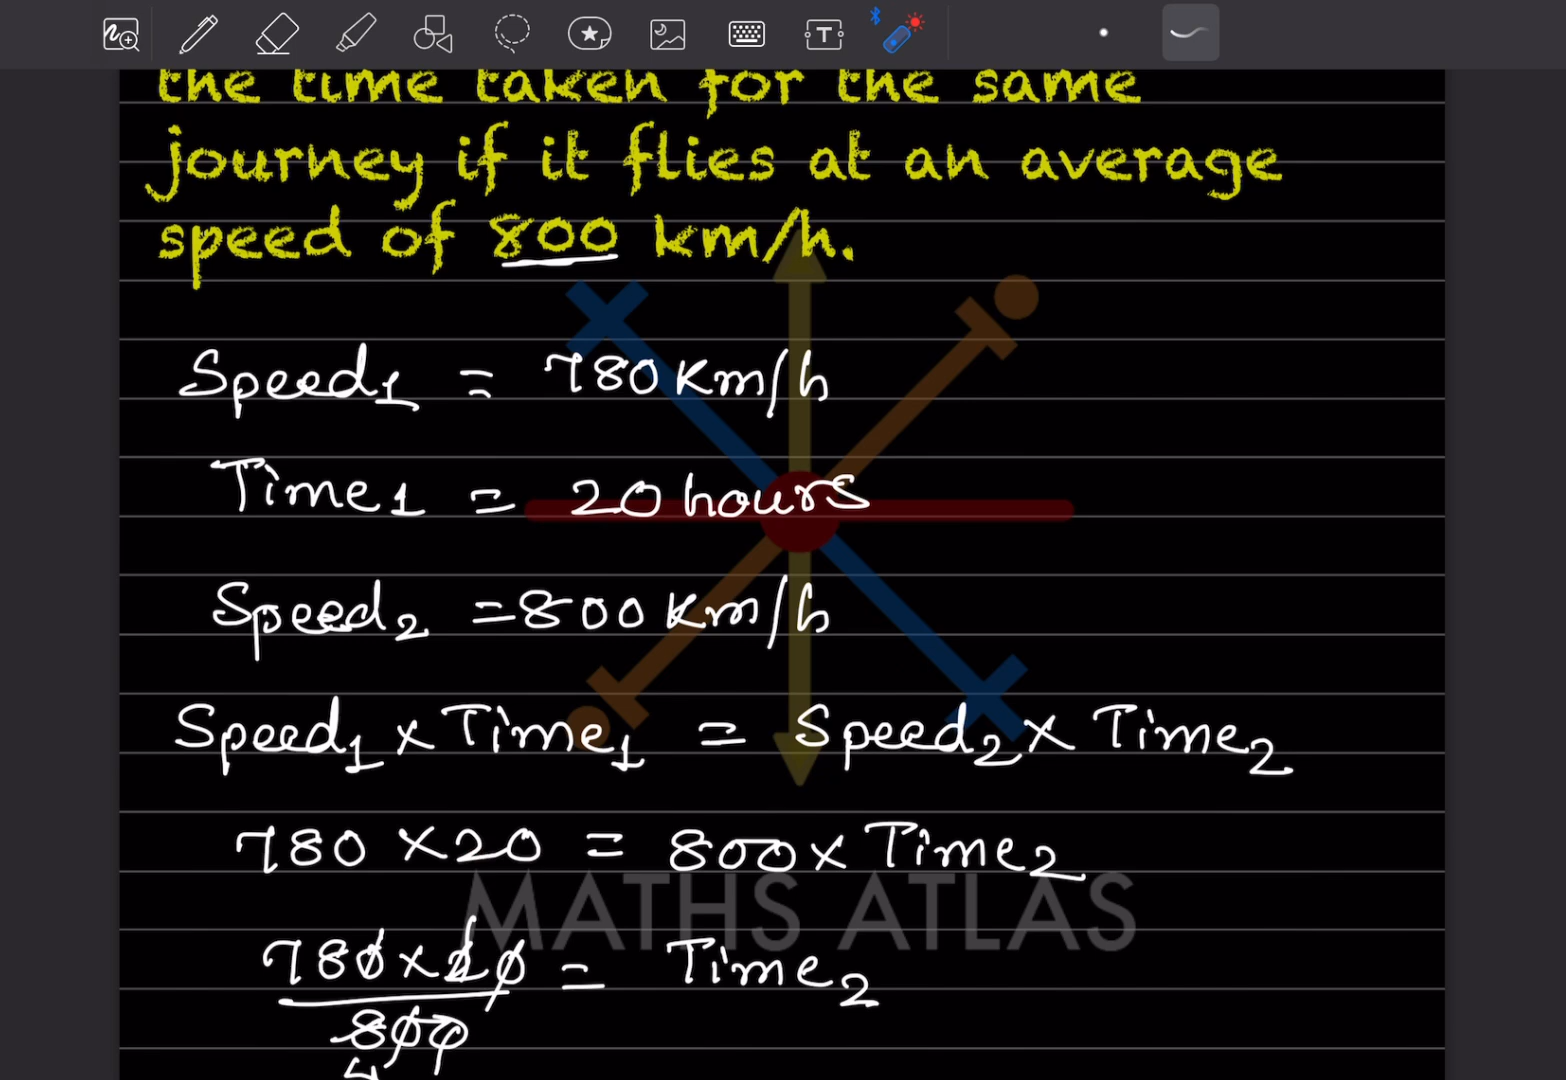 the time taken for the same
journey if it flies at an average
speed of 800 km/h.
Speed₁ = 780 Km/h
Time₁ = 20 hours
Speed₂ = 800 Km/h
Speed₁ × Time₁ = Speed₂ × Time₂
780 × 20 = 800 × Time₂
MATHS ATLAS
780 × 20 = Time₂
800
4